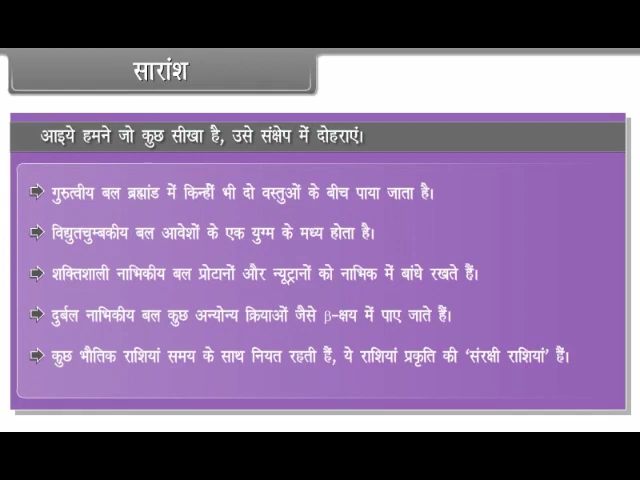 सारांश
आइये हमने जो कुछ सीखा है, उसे संक्षेप में दोहराएं।
गुरुत्वीय बल ब्रह्मांड में किन्हीं भी दो वस्तुओं के बीच पाया जाता है।
विद्युतचुम्बकीय बल आवेशों के एक युग्म के मध्य होता है।
शक्तिशाली नाभिकीय बल प्रोटानों और न्यूट्रानों को नाभिक में बांधे रखते हैं।
दुर्बल नाभिकीय बल कुछ अन्योन्य क्रियाओं जैसे β-क्षय में पाए जाते हैं।
कुछ भौतिक राशियां समय के साथ नियत रहती हैं, ये राशियां प्रकृति की ‘संरक्षी राशियां’ हैं।